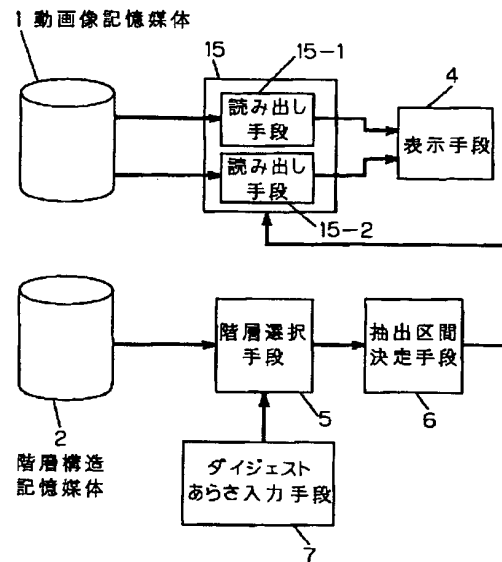 1 動画像記憶媒体
15
15-1
読み出し
手段
読み出し
手段
15-2
4
表示手段
2
階層構造
記憶媒体
階層選択
手段
5
抽出区間
決定手段
6
ダイジェスト
あらさ入力手段
7